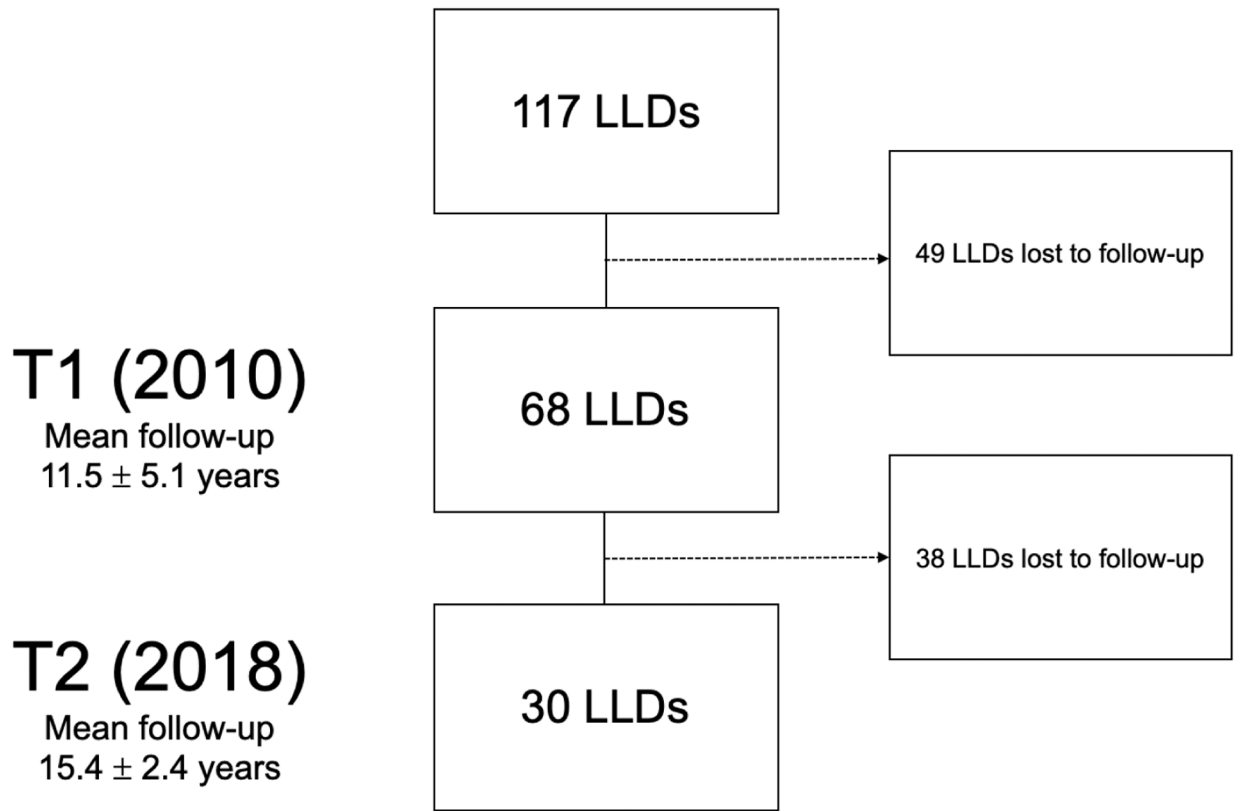 117 LLDs
49 LLDs lost to follow-up
T1 (2010)
Mean follow-up
11.5 ± 5.1 years
68 LLDs
38 LLDs lost to follow-up
T2 (2018)
Mean follow-up
15.4 ± 2.4 years
30 LLDs